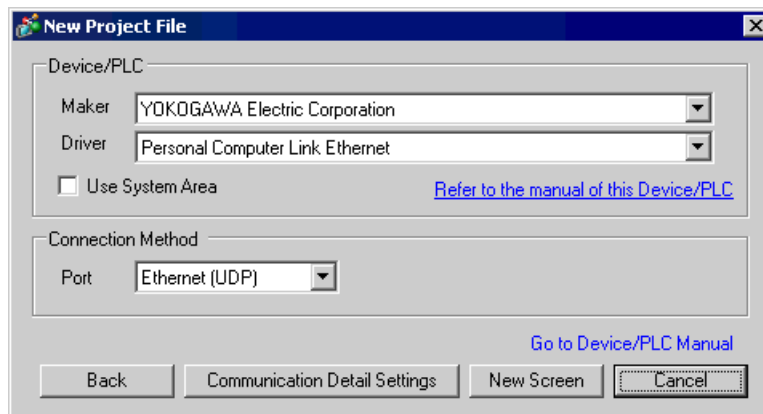 New Project File
Device/PLC
Maker YOKOGAWA Electric Corporation
Driver Personal Computer Link Ethernet
Use System Area Refer to the manual of this Device/PLC
Connection Method
Port Ethernet (UDP)
Go to Device/PLC Manual
Back Communication Detail Settings New Screen Cancel